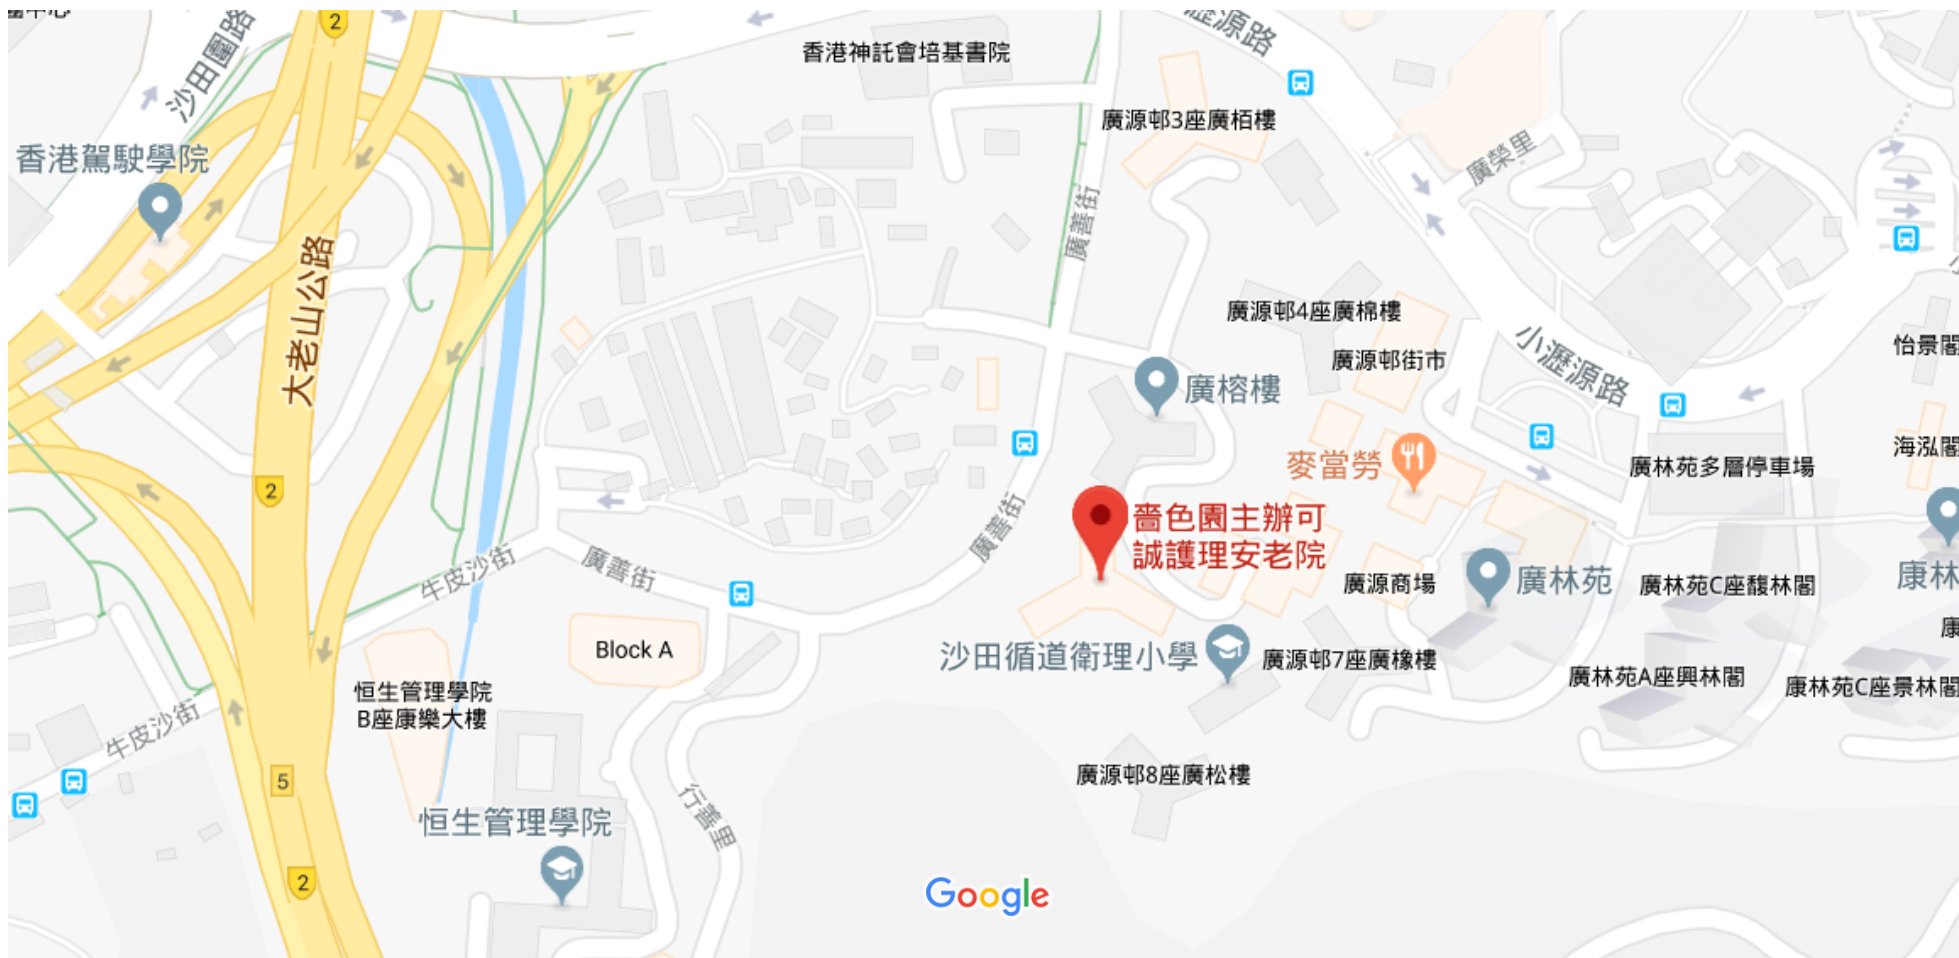 沙田圍路
2
香港神託會培基書院
瀝源路
廣源邨3座廣栢樓
香港駕駛學院
廣榮里
廣善街
大老山公路
廣源邨4座廣棉樓
小瀝源路
怡景閣
廣源邨街市
廣榕樓
海泓閣
麥當勞
廣林苑多層停車場
2
嗇色園主辦可
誠護理安老院
廣善街
牛皮沙街
廣善街
廣源商場
廣林苑
廣林苑C座馥林閣
康林
康
Block A
沙田循道衛理小學
廣源邨7座廣橡樓
廣林苑A座興林閣
康林苑C座景林閣
恒生管理學院
B座康樂大樓
牛皮沙街
廣源邨8座廣松樓
5
行善里
恒生管理學院
2
Google